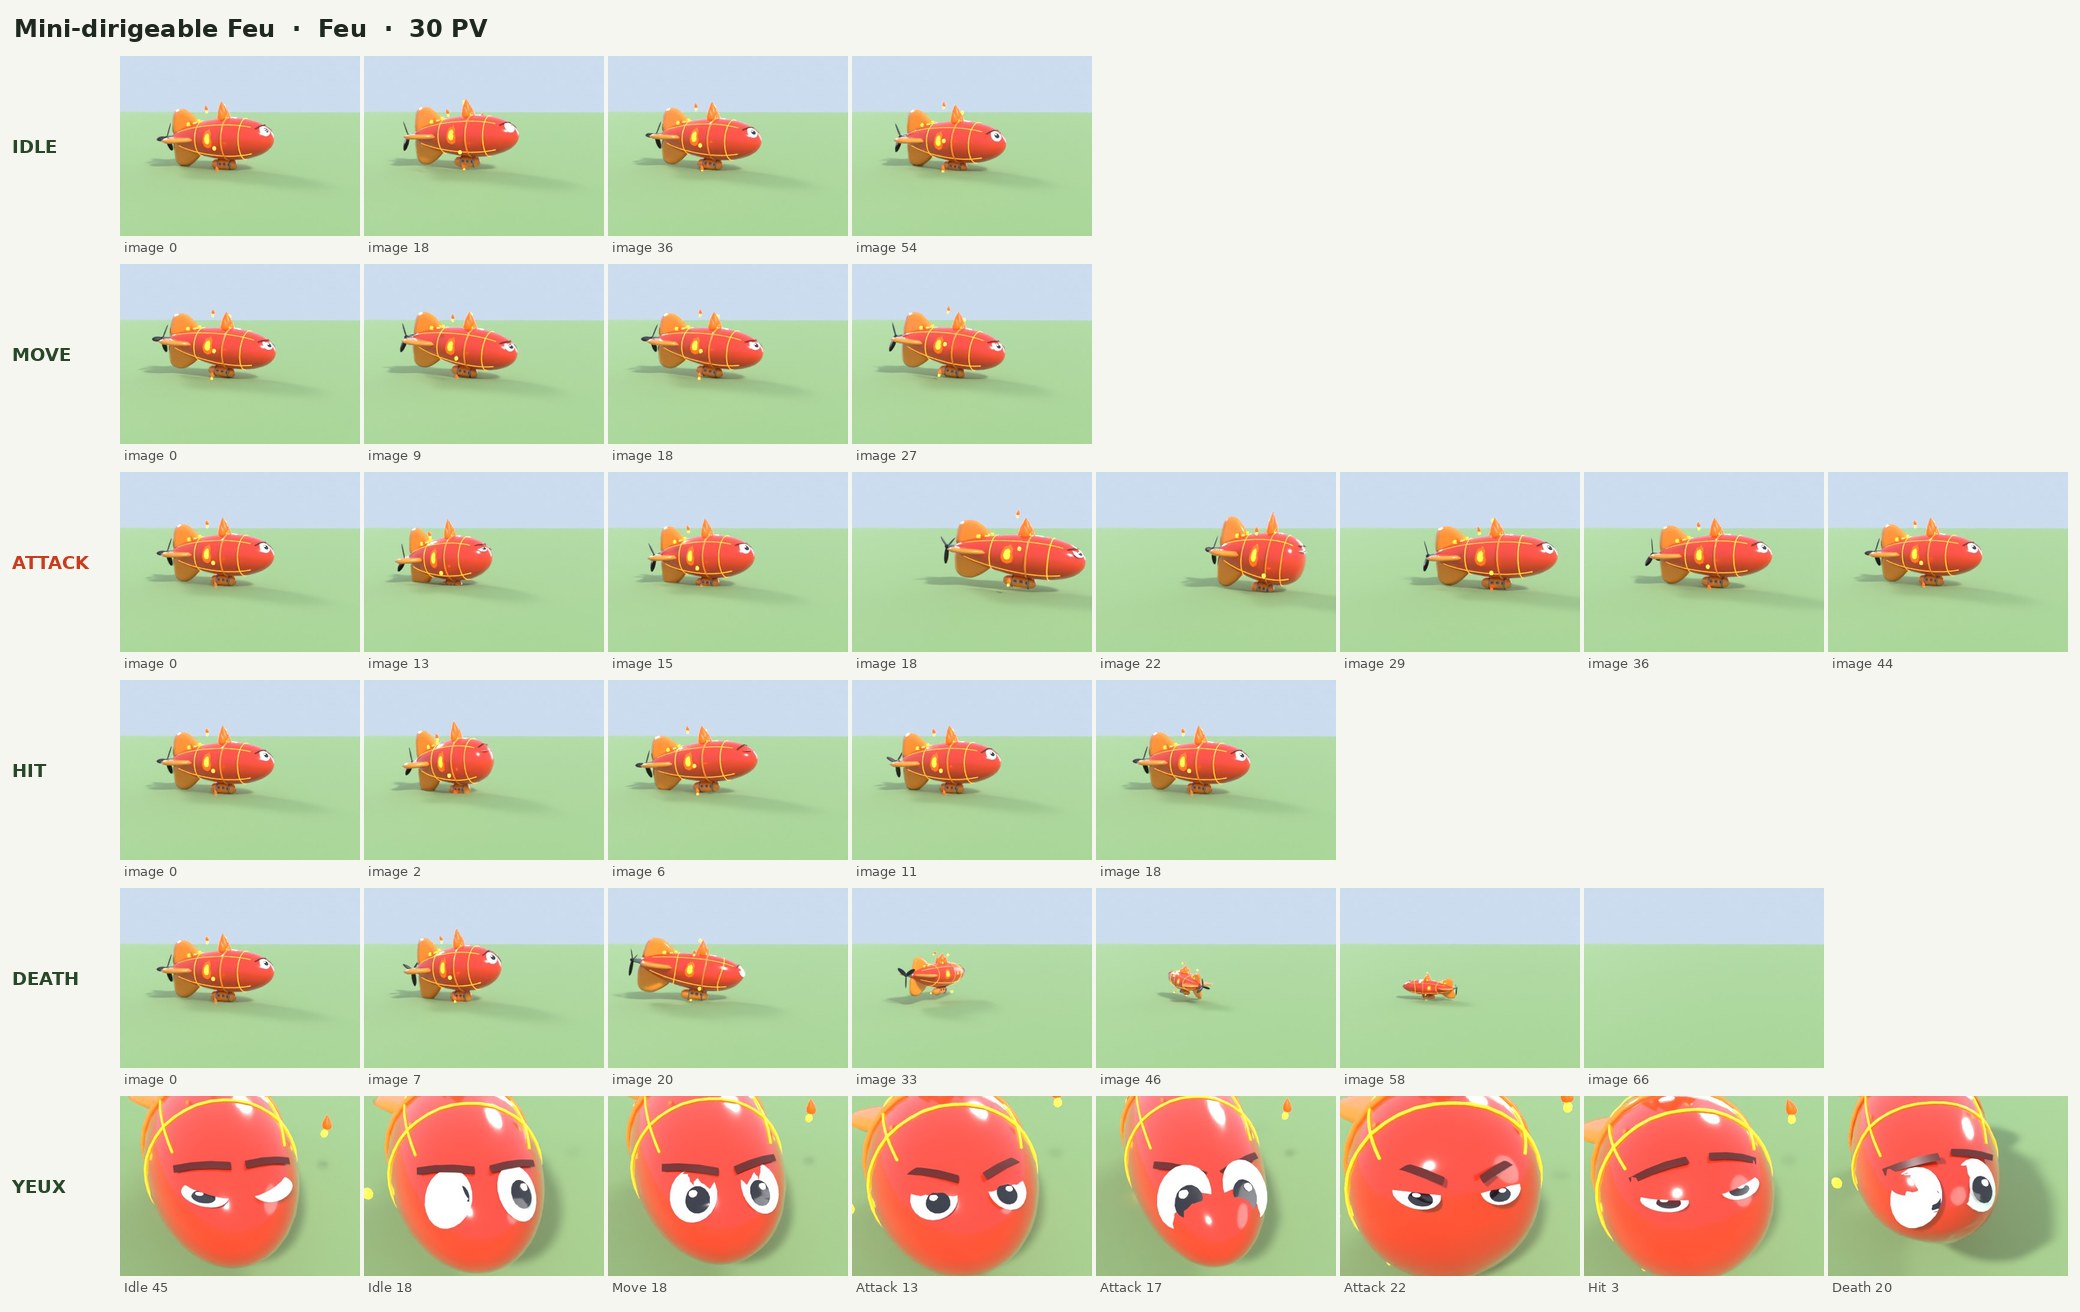 Mini-dirigeable Feu · Feu · 30 PV
IDLE
image 0 image 18 image 36 image 54
MOVE
image 0 image 9 image 18 image 27
ATTACK
image 0 image 13 image 15 image 18 image 22 image 29 image 36 image 44
HIT
image 0 image 2 image 6 image 11 image 18
DEATH
image 0 image 7 image 20 image 33 image 46 image 58 image 66
YEUX
Idle 45 Idle 18 Move 18 Attack 13 Attack 17 Attack 22 Hit 3 Death 20